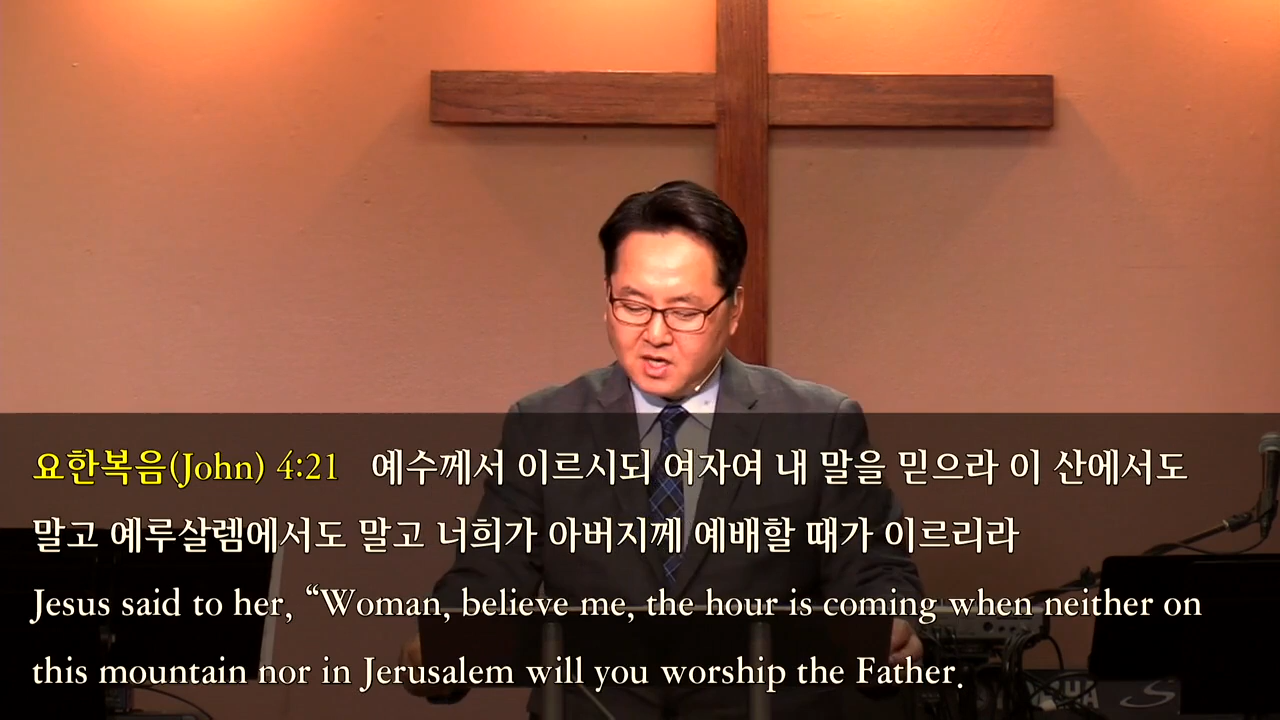 요한복음(John) 4:21 예수께서 이르시되 여자여 내 말을 믿으라 이 산에서도
말고 예루살렘에서도 말고 너희가 아버지께 예배할 때가 이르리라
Jesus said to her, “Woman, believe me, the hour is coming when neither on
this mountain nor in Jerusalem will you worship the Father.